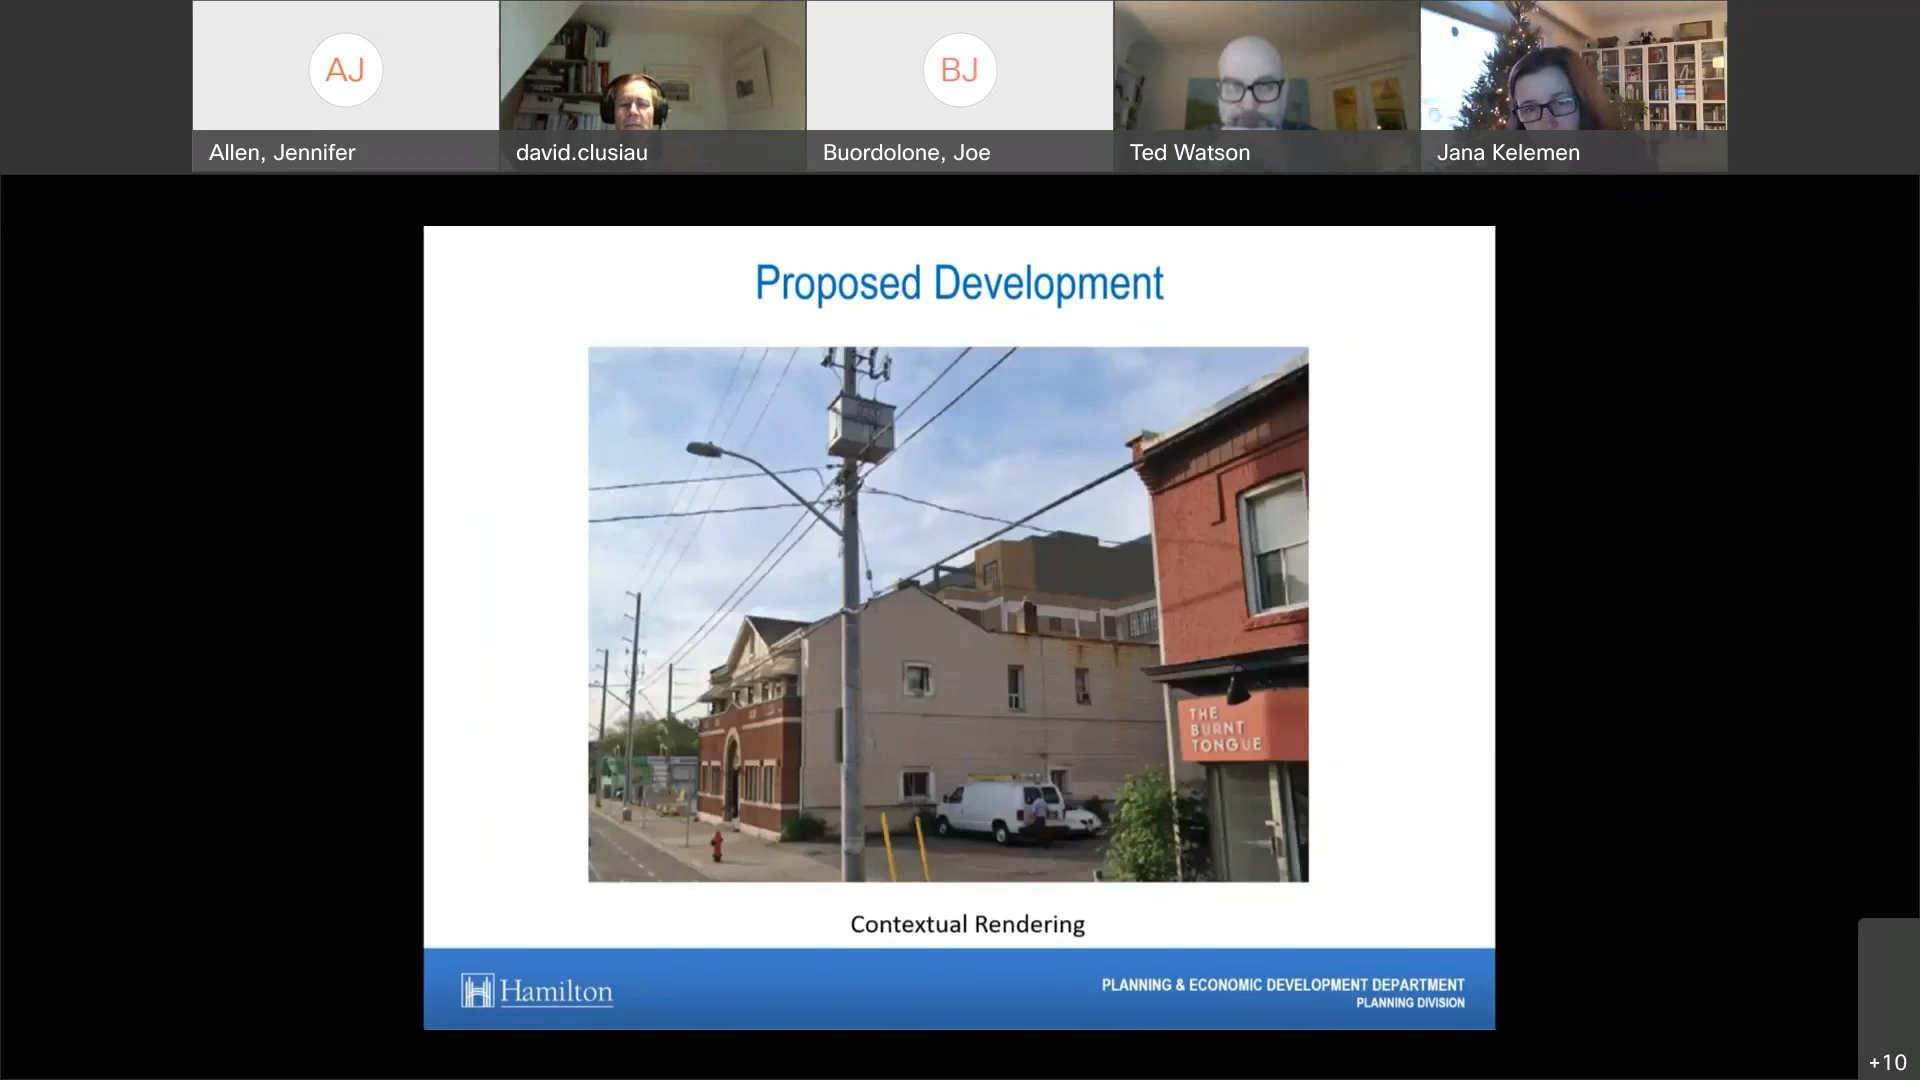 AJ
BJ
Allen, Jennifer
david.clusiau
Buordolone, Joe
Ted Watson
Jana Kelemen
Proposed Development
THE
BURNT
TONGUE
Contextual Rendering
Hamilton
PLANNING & ECONOMIC DEVELOPMENT DEPARTMENT
PLANNING DIVISION
+10